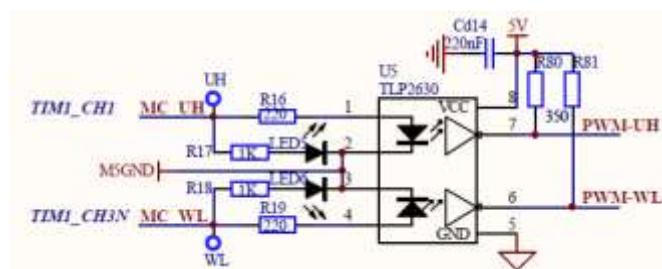 Cd14 5V
220nF
R80 R81
U5
TLP2630
UH
TIM1_CH1 MC_UH R16 1 VCC 8
220
350
7 PWM-UH
R17 1K LED5 2
M5GND
R18 1K LED6 3
TIM1_CH3N MC_WL R19 4 6 PWM-WL
220 GND 5
WL